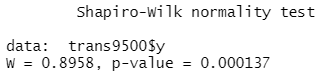 Shapiro-Wilk normality test
data:  trans9500$y
W = 0.8958, p-value = 0.000137